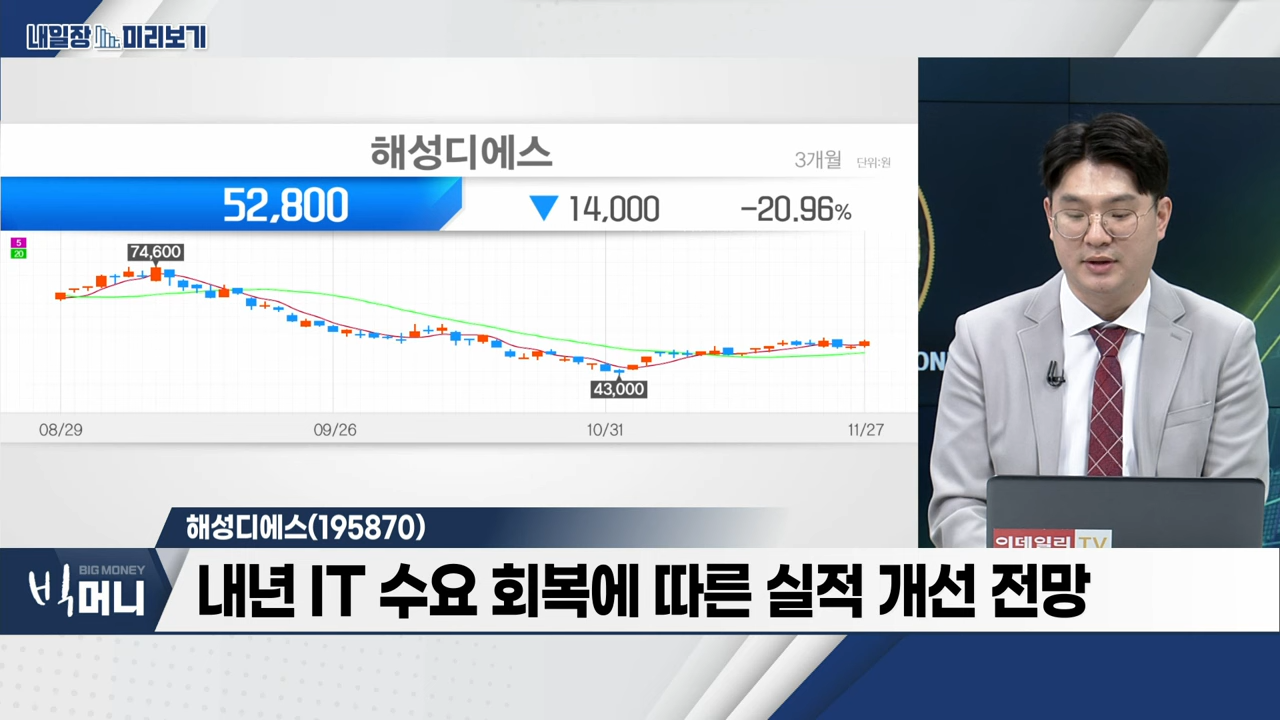 내일장 미리보기
해성디에스
3개월 단위:원
52,800 ▼ 14,000 -20.96%
5
20
74,600
43,000
08/29 09/26 10/31 11/27
해성디에스(195870)
이데일리TV
BIG MONEY
빅머니
내년 IT 수요 회복에 따른 실적 개선 전망